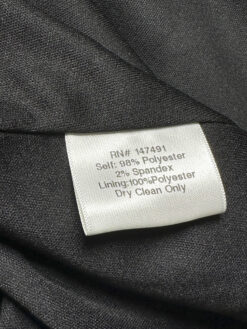 RN# 147491
Self: 98% Polyester
2% Spandex
Lining:100%Polyester
Dry Clean Only